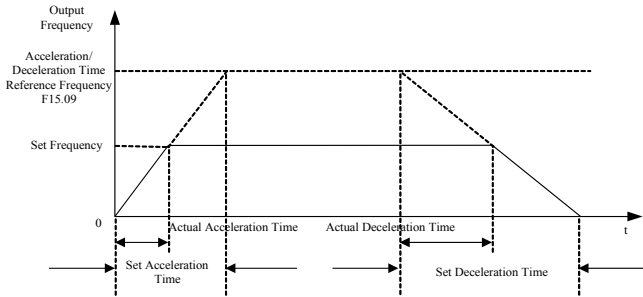 Output
Frequency
Acceleration/
Deceleration Time
Reference Frequency
F15.09
Set Frequency
0
t
Actual Acceleration Time
Actual Deceleration Time
Set Acceleration
Time
Set Deceleration Time